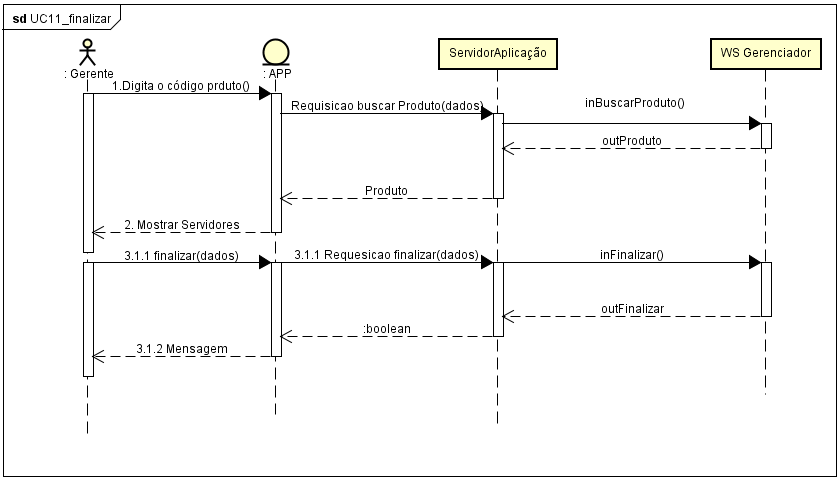 sd UC11_finalizar
: Gerente
: APP
ServidorAplicação
WS Gerenciador
1.Digita o código prduto()
Requisicao buscar Produto(dados)
inBuscarProduto()
outProduto
Produto
2. Mostrar Servidores
3.1.1 finalizar(dados)
3.1.1 Requesicao finalizar(dados)
inFinalizar()
outFinalizar
:boolean
3.1.2 Mensagem